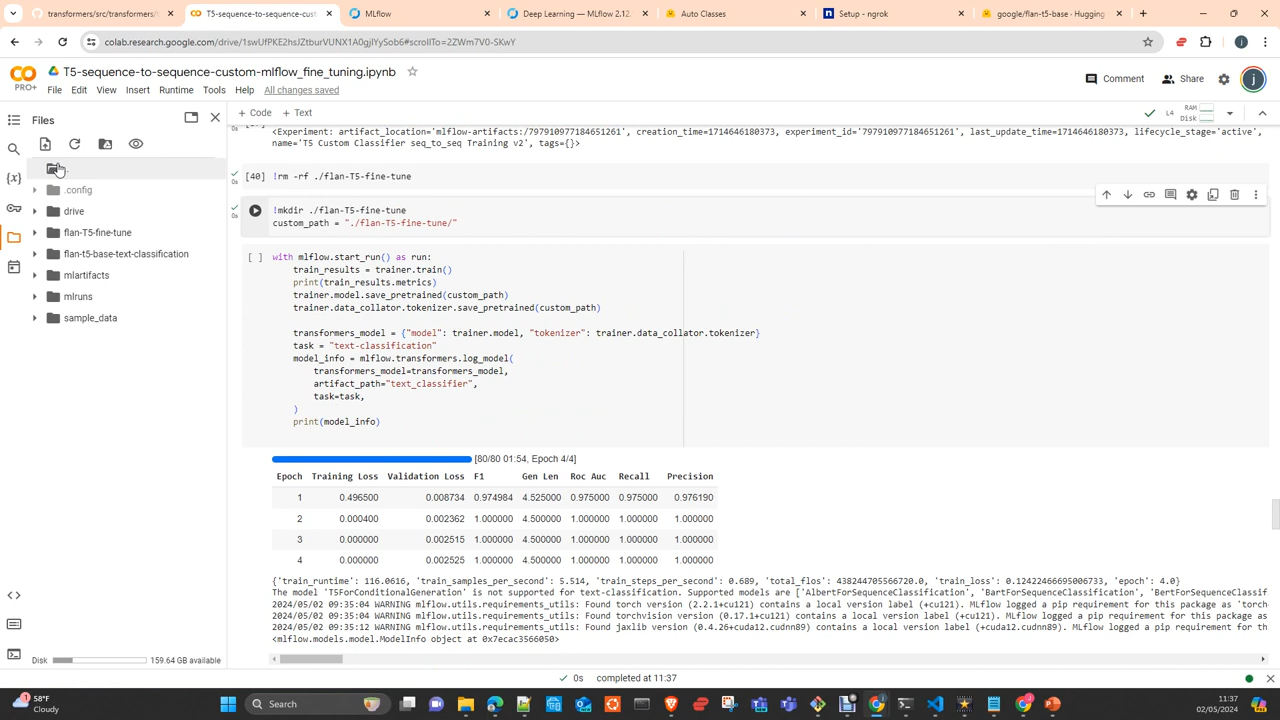 transformers/src/transformers/t
T5-sequence-to-sequence-cust
MLflow
Deep Learning — MLflow 2.12.
Auto Classes
Setup - ngrok
google/flan-t5-base · Hugging
colab.research.google.com/drive/1swUfPKE2hsJZtburVUNX1A0gjlYySob6#scrollTo=2ZWm7V0-SKwY
T5-sequence-to-sequence-custom-mlflow_fine_tuning.ipynb
PRO+
File Edit View Insert Runtime Tools Help All changes saved
Comment
Share
j
Files
+ Code + Text
L4
RAM
Disk
<Experiment: artifact_location='mlflow-artifacts:/797910977184651261', creation_time=1714646180373, experiment_id='797910977184651261', last_update_time=1714646180373, lifecycle_stage='active',
name='T5 Custom Classifier seq_to_seq Training v2', tags={}>
..
.config
drive
flan-T5-fine-tune
flan-t5-base-text-classification
mlartifacts
mlruns
sample_data
[40] !rm -rf ./flan-T5-fine-tune
0s
!mkdir ./flan-T5-fine-tune
0s
custom_path = "./flan-T5-fine-tune/"
[ ] with mlflow.start_run() as run:
train_results = trainer.train()
print(train_results.metrics)
trainer.model.save_pretrained(custom_path)
trainer.data_collator.tokenizer.save_pretrained(custom_path)
transformers_model = {"model": trainer.model, "tokenizer": trainer.data_collator.tokenizer}
task = "text-classification"
model_info = mlflow.transformers.log_model(
transformers_model=transformers_model,
artifact_path="text_classifier",
task=task,
)
print(model_info)
[80/80 01:54, Epoch 4/4]
Epoch Training Loss Validation Loss F1 Gen Len Roc Auc Recall Precision
1 0.496500 0.008734 0.974984 4.525000 0.975000 0.975000 0.976190
2 0.000400 0.002362 1.000000 4.500000 1.000000 1.000000 1.000000
3 0.000000 0.002515 1.000000 4.500000 1.000000 1.000000 1.000000
4 0.000000 0.002525 1.000000 4.500000 1.000000 1.000000 1.000000
{'train_runtime': 116.0616, 'train_samples_per_second': 5.514, 'train_steps_per_second': 0.689, 'total_flos': 438244705566720.0, 'train_loss': 0.12422466695006733, 'epoch': 4.0}
The model 'T5ForConditionalGeneration' is not supported for text-classification. Supported models are ['AlbertForSequenceClassification', 'BartForSequenceClassification', 'BertForSequenceClassif
2024/05/02 09:35:04 WARNING mlflow.utils.requirements_utils: Found torch version (2.2.1+cu121) contains a local version label (+cu121). MLflow logged a pip requirement for this package as 'torch
2024/05/02 09:35:04 WARNING mlflow.utils.requirements_utils: Found torchvision version (0.17.1+cu121) contains a local version label (+cu121). MLflow logged a pip requirement for this package as
2024/05/02 09:35:12 WARNING mlflow.utils.requirements_utils: Found jaxlib version (0.4.26+cuda12.cudnn89) contains a local version label (+cuda12.cudnn89). MLflow logged a pip requirement for th
<mlflow.models.model.ModelInfo object at 0x7ecac3566050>
Disk
159.64 GB available
0s completed at 11:37
58°F
Cloudy
Search
11:37
02/05/2024